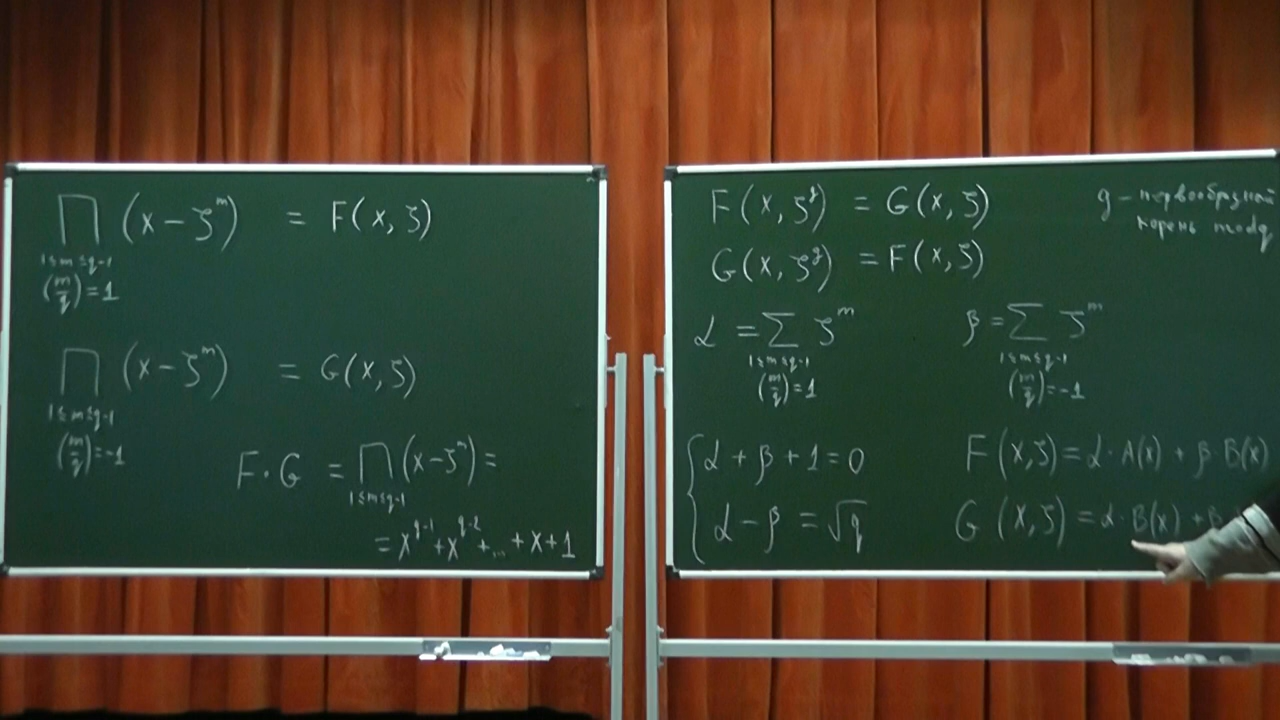 ∏ (x − ζ^m) = F(x, ζ)
1 ≤ m ≤ q−1
(m/q) = 1
∏ (x − ζ^m) = G(x, ζ)
1 ≤ m ≤ q−1
(m/q) = −1
F · G = ∏ (x − ζ^m) =
1 ≤ m ≤ q−1
= x^{q−1} + x^{q−2} + ... + x + 1
F(x, ζ^g) = G(x, ζ)
g – первообразный
корень mod q
G(x, ζ^g) = F(x, ζ)
α = ∑ ζ^m
1 ≤ m ≤ q−1
(m/q) = 1
β = ∑ ζ^m
1 ≤ m ≤ q−1
(m/q) = −1
{ α + β + 1 = 0
α − β = √q
F(x, ζ) = α · A(x) + β · B(x)
G(x, ζ) = α · B(x) + β